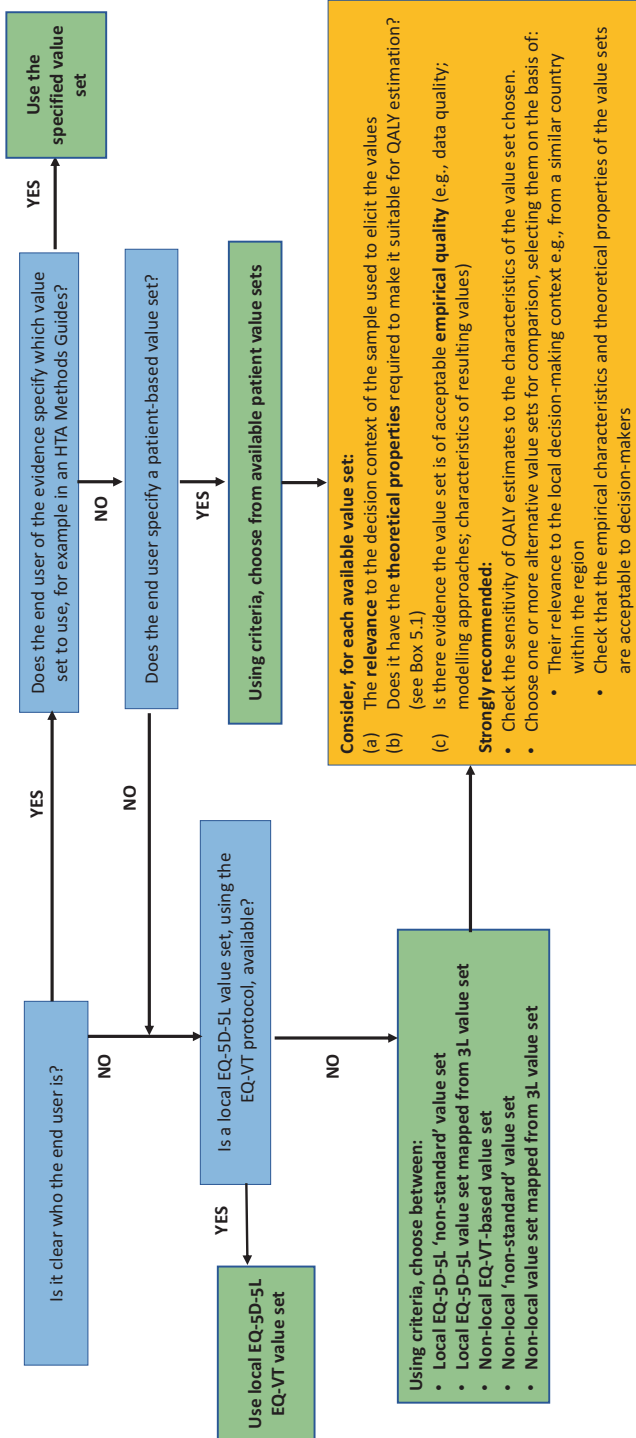 Is it clear who the end user is?
YES
Does the end user of the evidence specify which value
set to use, for example in an HTA Methods Guides?
YES
Use the
specified value
set
NO
NO
Does the end user specify a patient-based value set?
NO
YES
Is a local EQ-5D-5L value set, using the
EQ-VT protocol, available?
YES
Use local EQ-5D-5L
EQ-VT value set
NO
Using criteria, choose from available patient value sets
Using criteria, choose between:
• Local EQ-5D-5L ‘non-standard’ value set
• Local EQ-5D-5L value set mapped from 3L value set
• Non-local EQ-VT-based value set
• Non-local ‘non-standard’ value set
• Non-local value set mapped from 3L value set
Consider, for each available value set:
(a) The relevance to the decision context of the sample used to elicit the values
(b) Does it have the theoretical properties required to make it suitable for QALY estimation?
(see Box 5.1)
(c) Is there evidence the value set is of acceptable empirical quality (e.g., data quality;
modelling approaches; characteristics of resulting values)
Strongly recommended:
• Check the sensitivity of QALY estimates to the characteristics of the value set chosen.
• Choose one or more alternative value sets for comparison, selecting them on the basis of:
• Their relevance to the local decision-making context e.g., from a similar country
within the region
• Check that the empirical characteristics and theoretical properties of the value sets
are acceptable to decision-makers